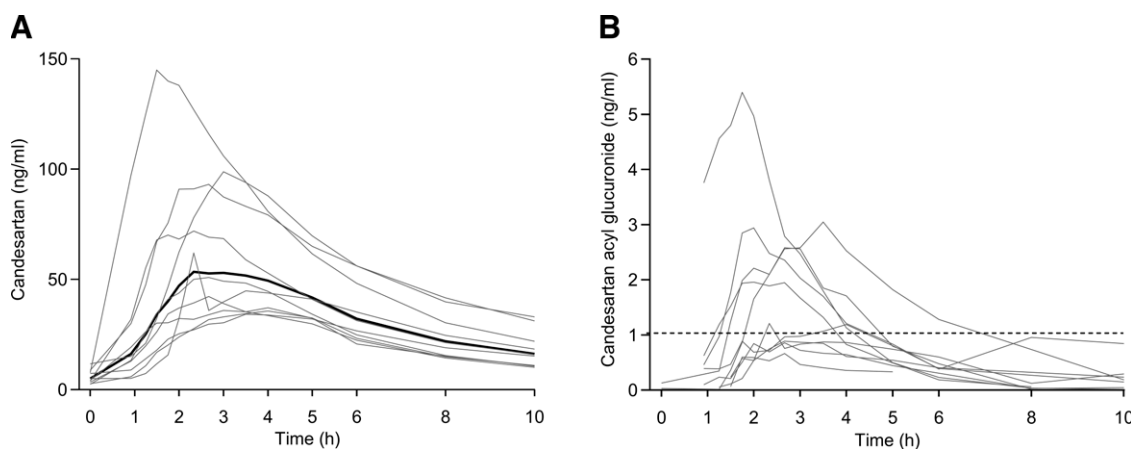 A
Candesartan (ng/ml)
150
100
50
0
0 1 2 3 4 5 6 8 10
Time (h)
B
Candesartan acyl glucuronide (ng/ml)
6
5
4
3
2
1
0
0 1 2 3 4 5 6 8 10
Time (h)